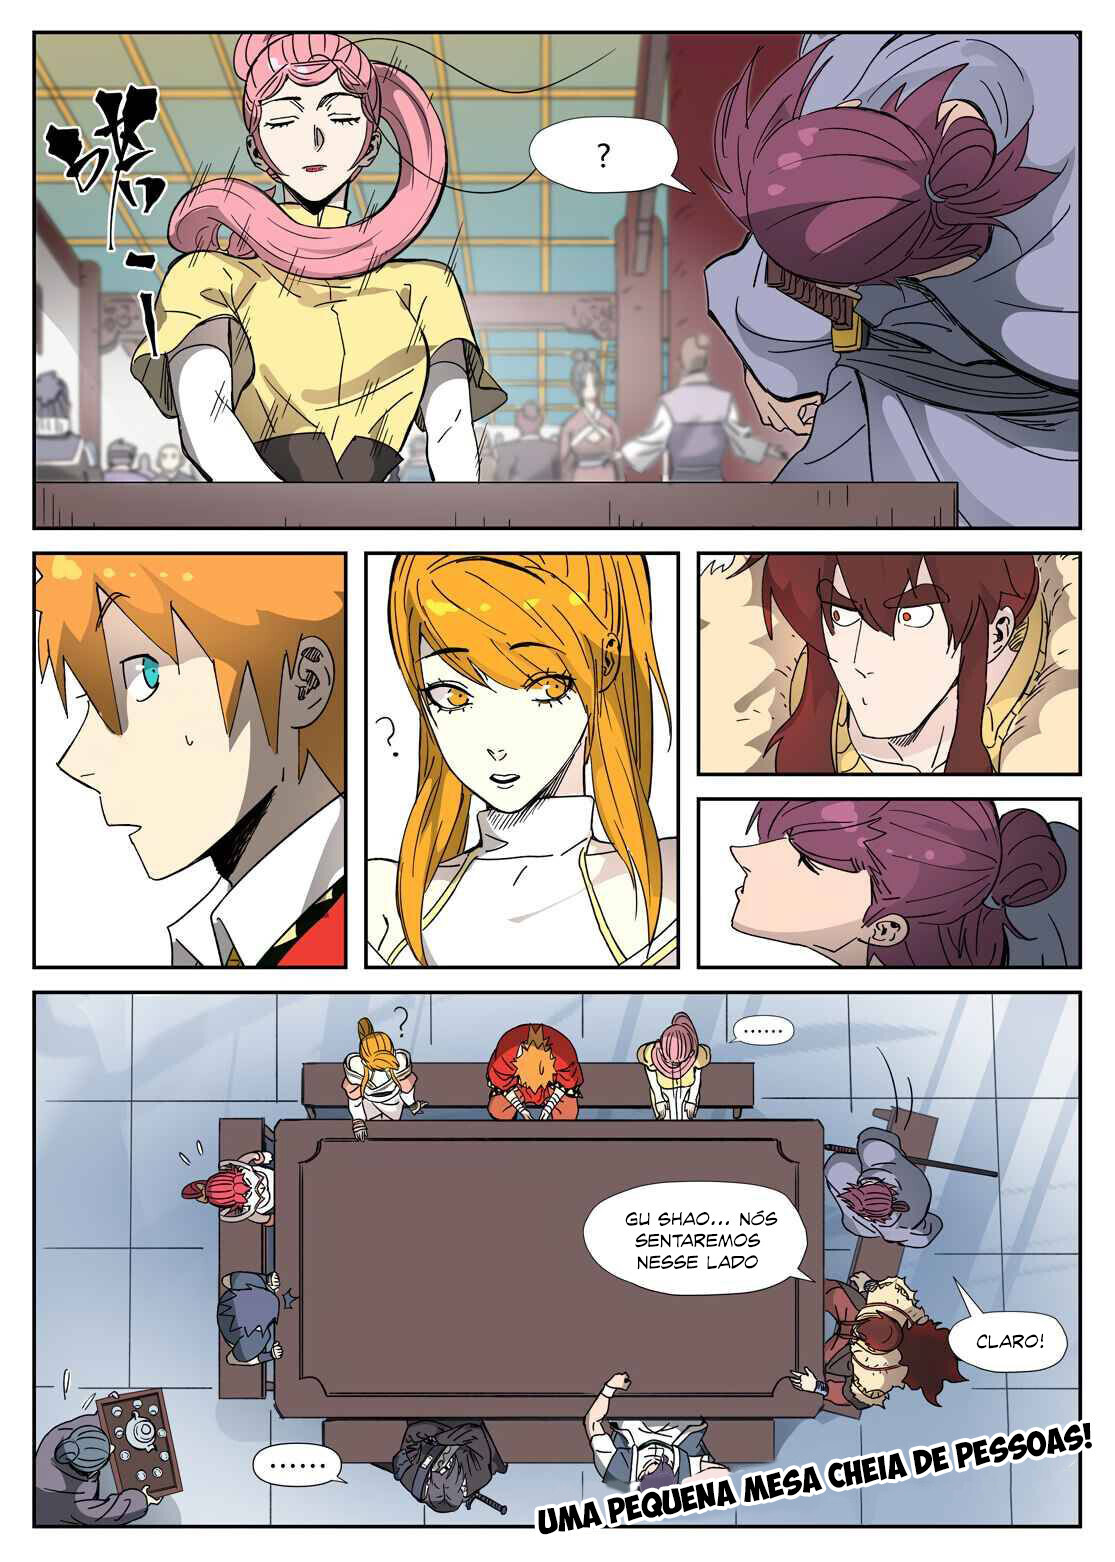 ?
?
?
......
GU SHAO... NÓS
SENTAREMOS
NESSE LADO
CLARO!
......
UMA PEQUENA MESA CHEIA DE PESSOAS!